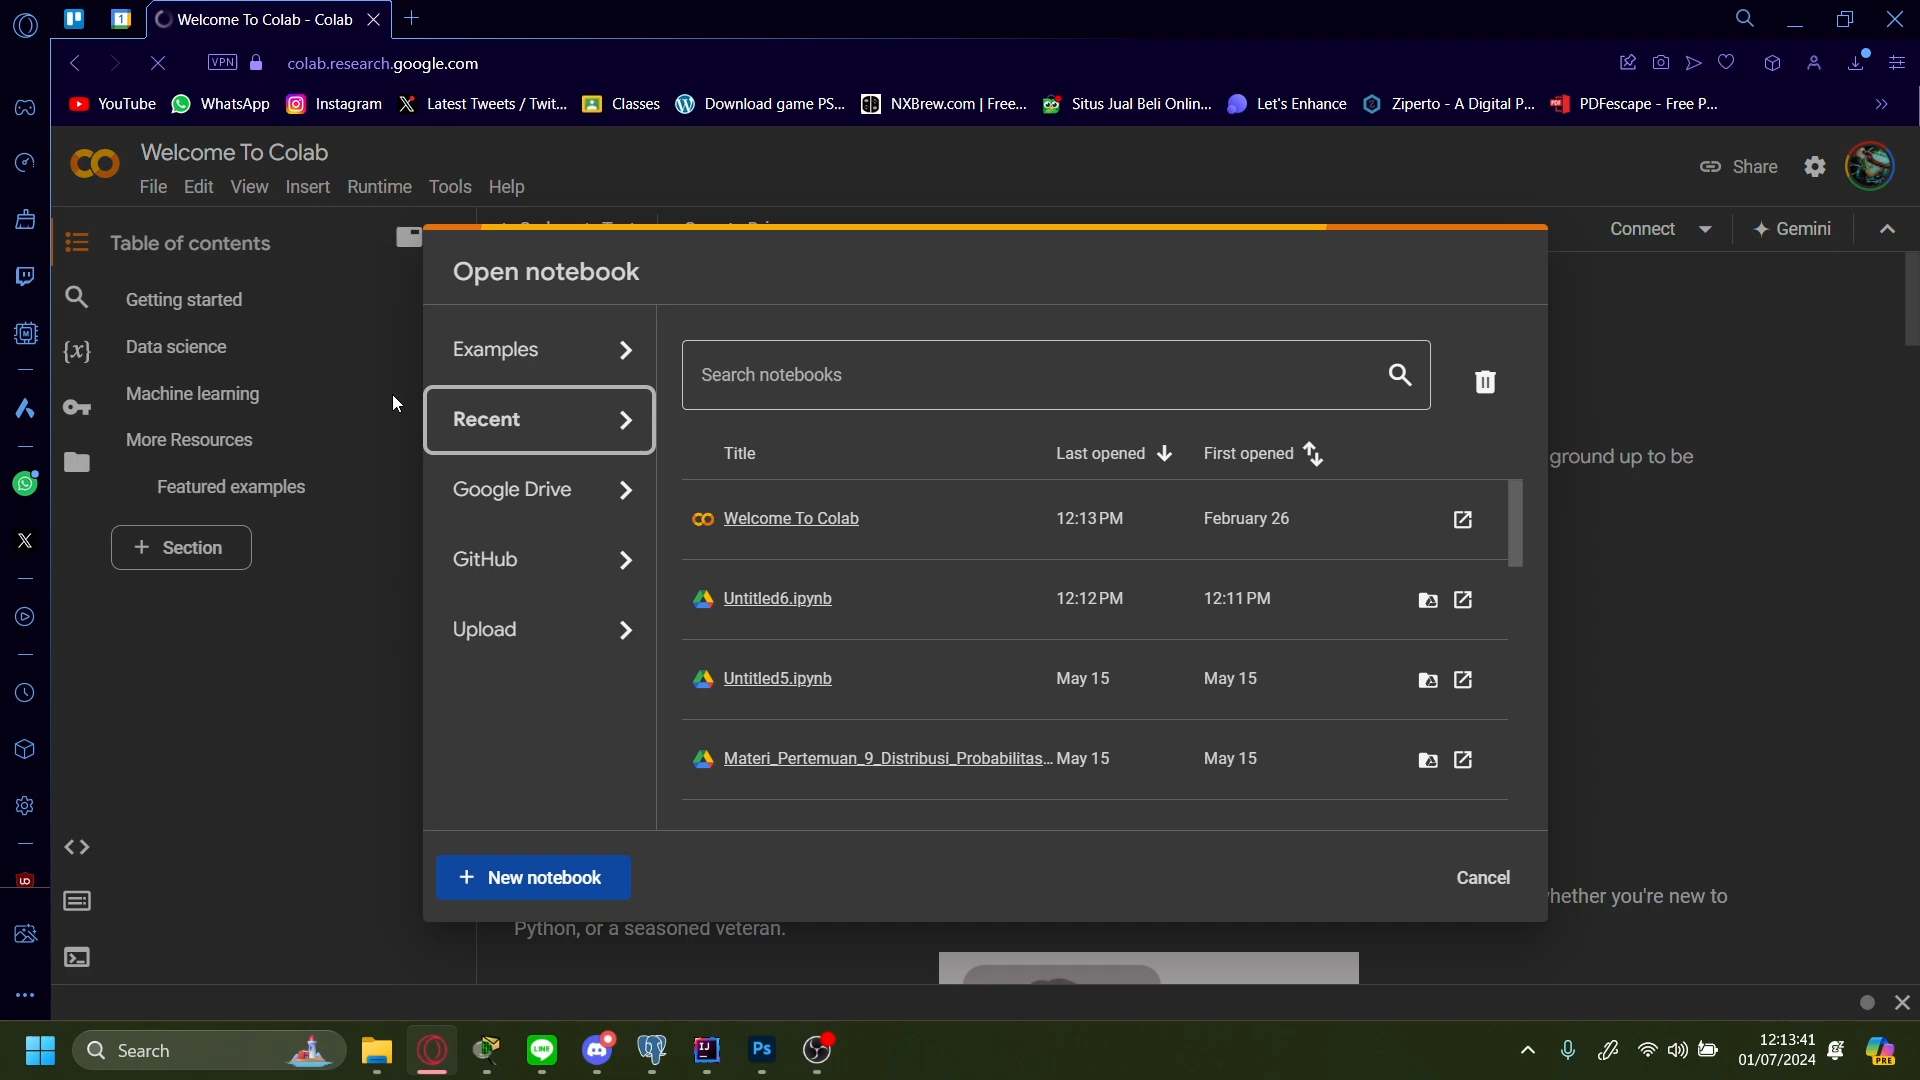 Welcome To Colab - Colab
VPN
colab.research.google.com
YouTube
WhatsApp
Instagram
Latest Tweets / Twit...
Classes
Download game PS...
NXBrew.com | Free...
Situs Jual Beli Onlin...
Let's Enhance
Ziperto - A Digital P...
PDFescape - Free P...
Welcome To Colab
File Edit View Insert Runtime Tools Help
Share
Table of contents
Connect
Gemini
Getting started
Data science
Machine learning
More Resources
Featured examples
+ Section
Open notebook
Examples
Recent
Google Drive
GitHub
Upload
Search notebooks
Title Last opened First opened
Welcome To Colab 12:13 PM February 26
Untitled6.ipynb 12:12 PM 12:11 PM
Untitled5.ipynb May 15 May 15
Materi_Pertemuan_9_Distribusi_Probabilitas... May 15 May 15
+ New notebook
Cancel
ground up to be
hether you're new to
Python, or a seasoned veteran.
Search
LINE
IJ
Ps
12:13:41
01/07/2024
PRE